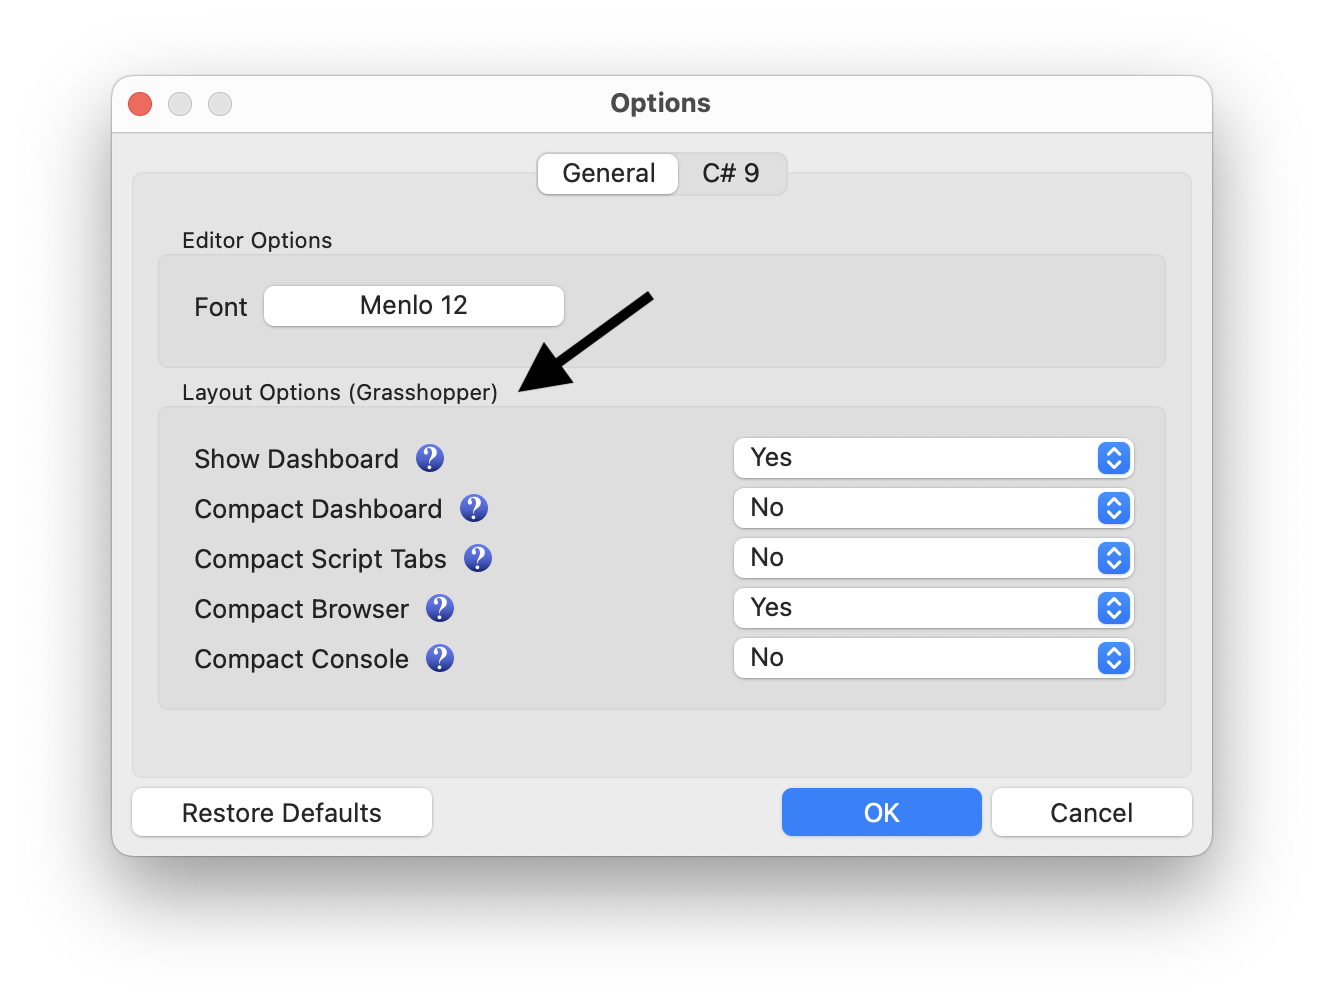 Options
General C# 9
Editor Options
Font Menlo 12
Layout Options (Grasshopper)
Show Dashboard ? Yes
Compact Dashboard ? No
Compact Script Tabs ? No
Compact Browser ? Yes
Compact Console ? No
Restore Defaults OK Cancel